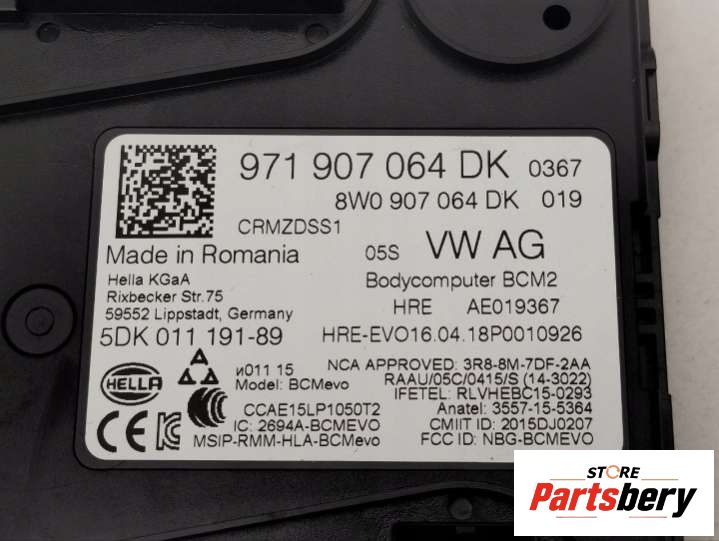 971 907 064 DK 0367
8W0 907 064 DK 019
CRMZDSS1
Made in Romania 05S VW AG
Hella KGaA
Rixbecker Str.75
59552 Lippstadt, Germany
Bodycomputer BCM2
HRE AE019367
5DK 011 191-89 HRE-EVO16.04.18P0010926
HELLA
и011 15
Model: BCMevo
NCA APPROVED: 3R8-8M-7DF-2AA
RAAU/05C/0415/S (14-3022)
IFETEL: RLVHEBC15-0293
CCAE15LP1050T2 Anatel: 3557-15-5364
IC: 2694A-BCMEVO CMIIT ID: 2015DJ0207
MSIP-RMM-HLA-BCMevo FCC ID: NBG-BCMEVO
STORE
Partsbery